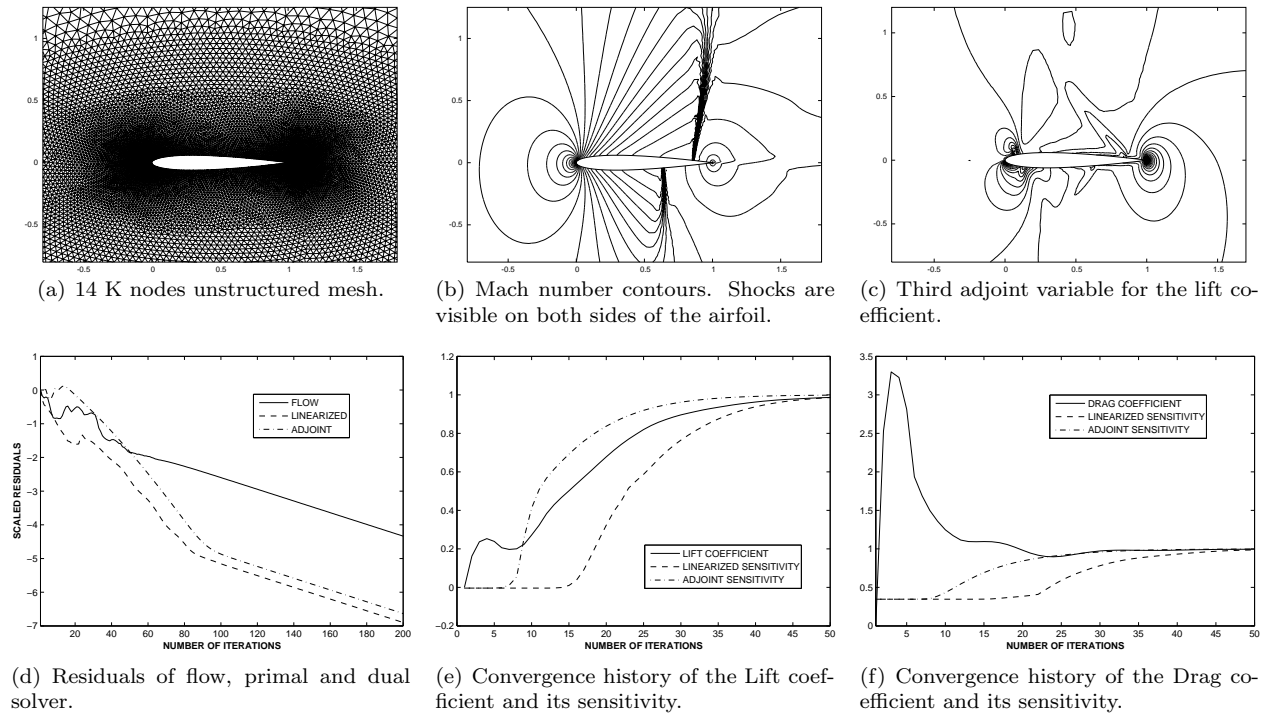 1
0.5
0
-0.5
-0.5 0 0.5 1 1.5
(a) 14 K nodes unstructured mesh.
1
0.5
0
-0.5
-0.5 0 0.5 1 1.5
(b) Mach number contours. Shocks are
visible on both sides of the airfoil.
1
0.5
0
-0.5
-0.5 0 0.5 1 1.5
(c) Third adjoint variable for the lift co-
efficient.
SCALED RESIDUALS
1
0
−1
−2
−3
−4
−5
−6
−7
20 40 60 80 100 120 140 160 180 200
NUMBER OF ITERATIONS
FLOW
LINEARIZED
ADJOINT
(d) Residuals of flow, primal and dual
solver.
1.2
1
0.8
0.6
0.4
0.2
0
−0.2
0 5 10 15 20 25 30 35 40 45 50
NUMBER OF ITERATIONS
LIFT COEFFICIENT
LINEARIZED SENSITIVITY
ADJOINT SENSITIVITY
(e) Convergence history of the Lift coef-
ficient and its sensitivity.
3.5
3
2.5
2
1.5
1
0.5
0
5 10 15 20 25 30 35 40 45 50
NUMBER OF ITERATIONS
DRAG COEFFICIENT
LINEARIZED SENSITIVITY
ADJOINT SENSITIVITY
(f) Convergence history of the Drag co-
efficient and its sensitivity.